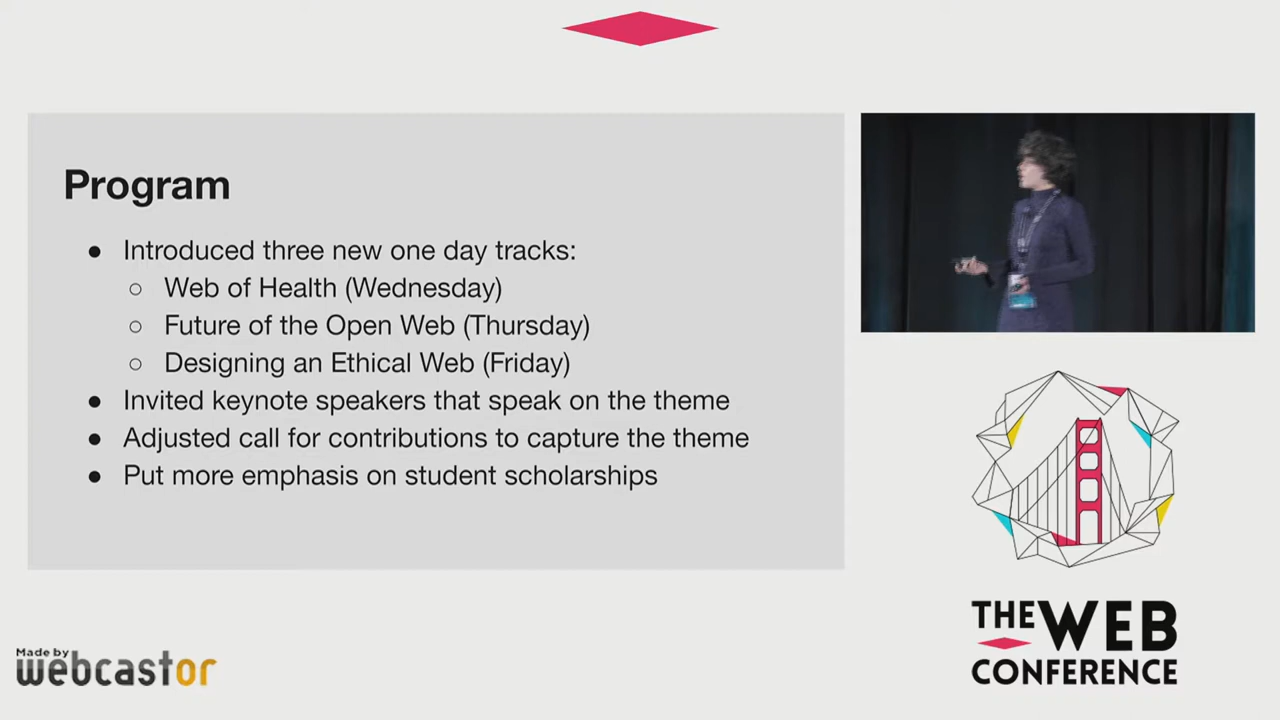 Program
● Introduced three new one day tracks:
○ Web of Health (Wednesday)
○ Future of the Open Web (Thursday)
○ Designing an Ethical Web (Friday)
● Invited keynote speakers that speak on the theme
● Adjusted call for contributions to capture the theme
● Put more emphasis on student scholarships
THE WEB
CONFERENCE
Made by
webcastor